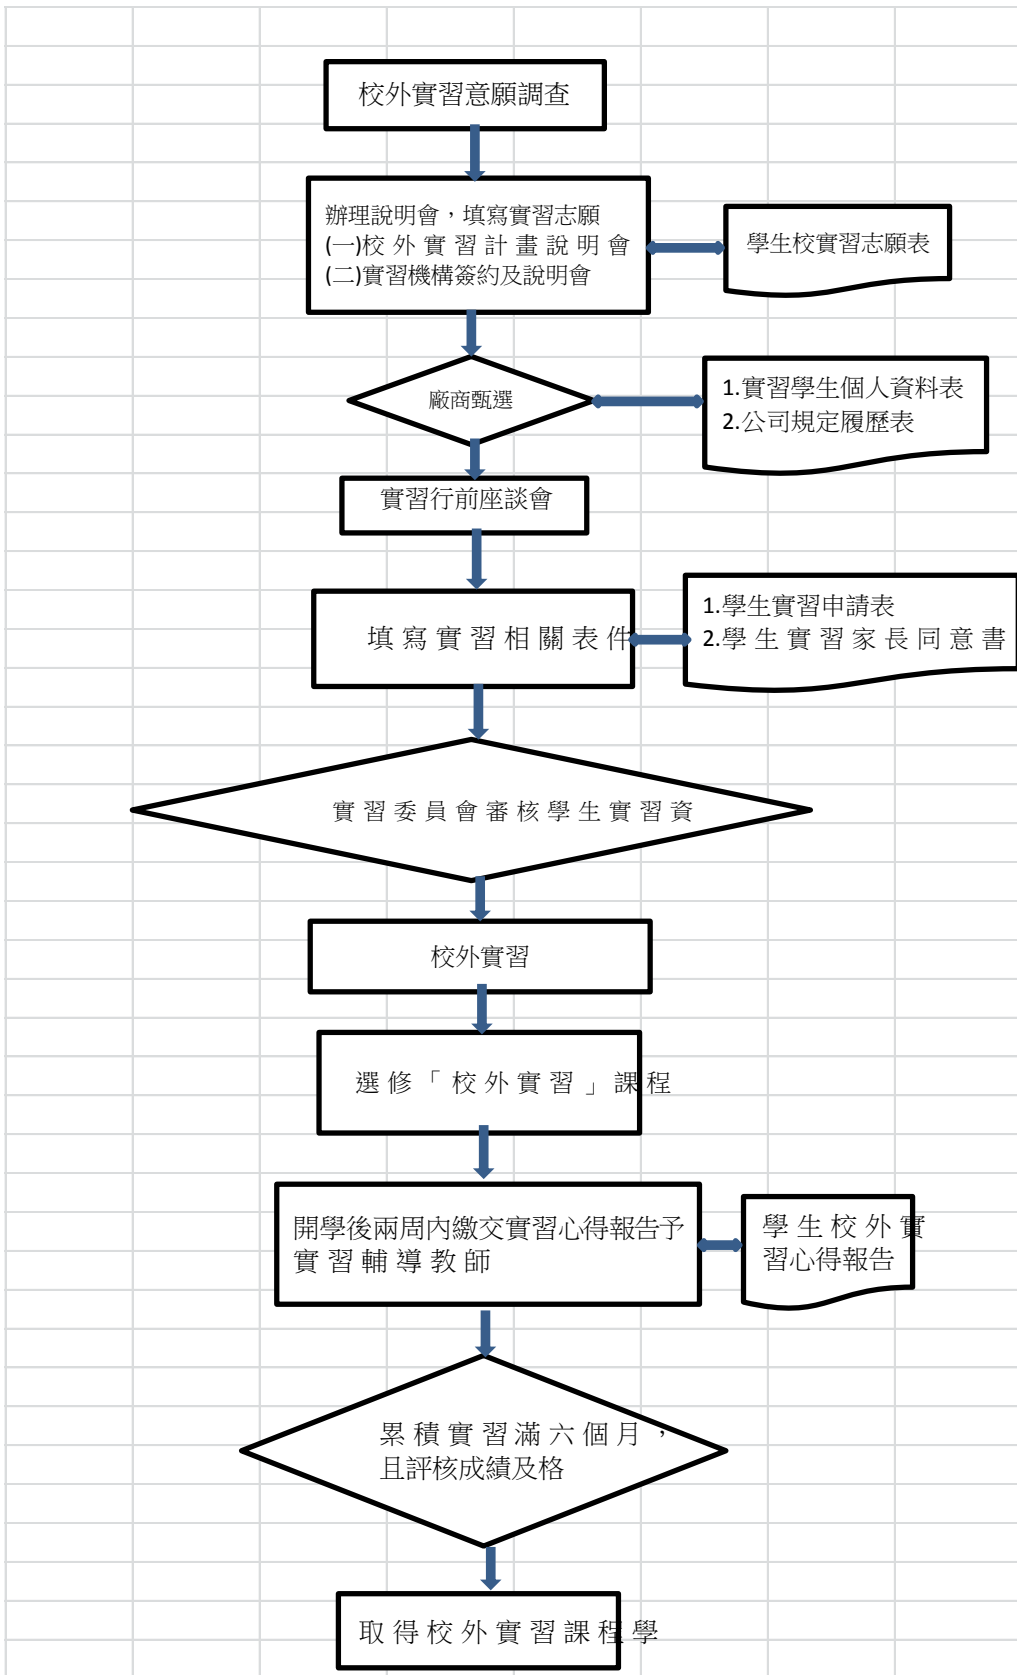 校外實習意願調查
辦理說明會，填寫實習志願
(一)校外實習計畫說明會
(二)實習機構簽約及說明會
學生校實習志願表
廠商甄選
1.實習學生個人資料表
2.公司規定履歷表
實習行前座談會
填寫實習相關表件
1.學生實習申請表
2.學生實習家長同意書
實習委員會審核學生實習資
校外實習
選修「校外實習」課程
開學後兩周內繳交實習心得報告予
實習輔導教師
學生校外實
習心得報告
累積實習滿六個月，
且評核成績及格
取得校外實習課程學